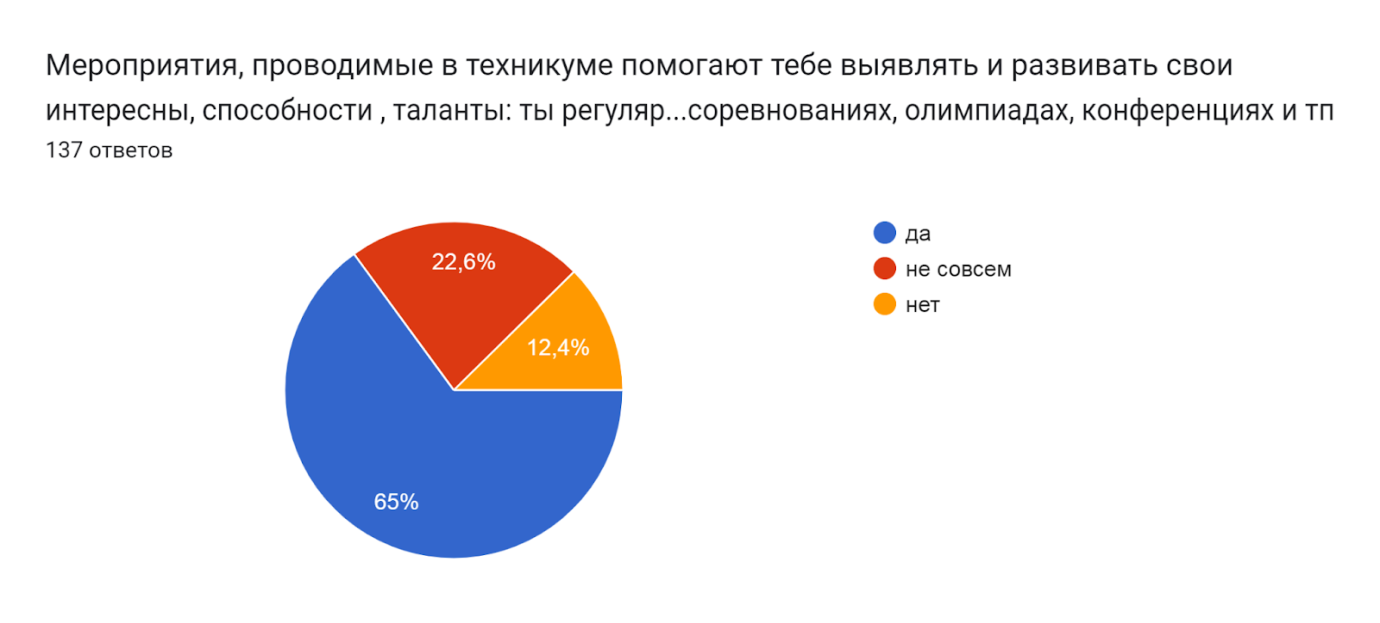 Мероприятия, проводимые в техникуме помогают тебе выявлять и развивать свои
интересны, способности , таланты: ты регуляр...соревнованиях, олимпиадах, конференциях и тп
137 ответов
да
не совсем
нет
22,6%
12,4%
65%